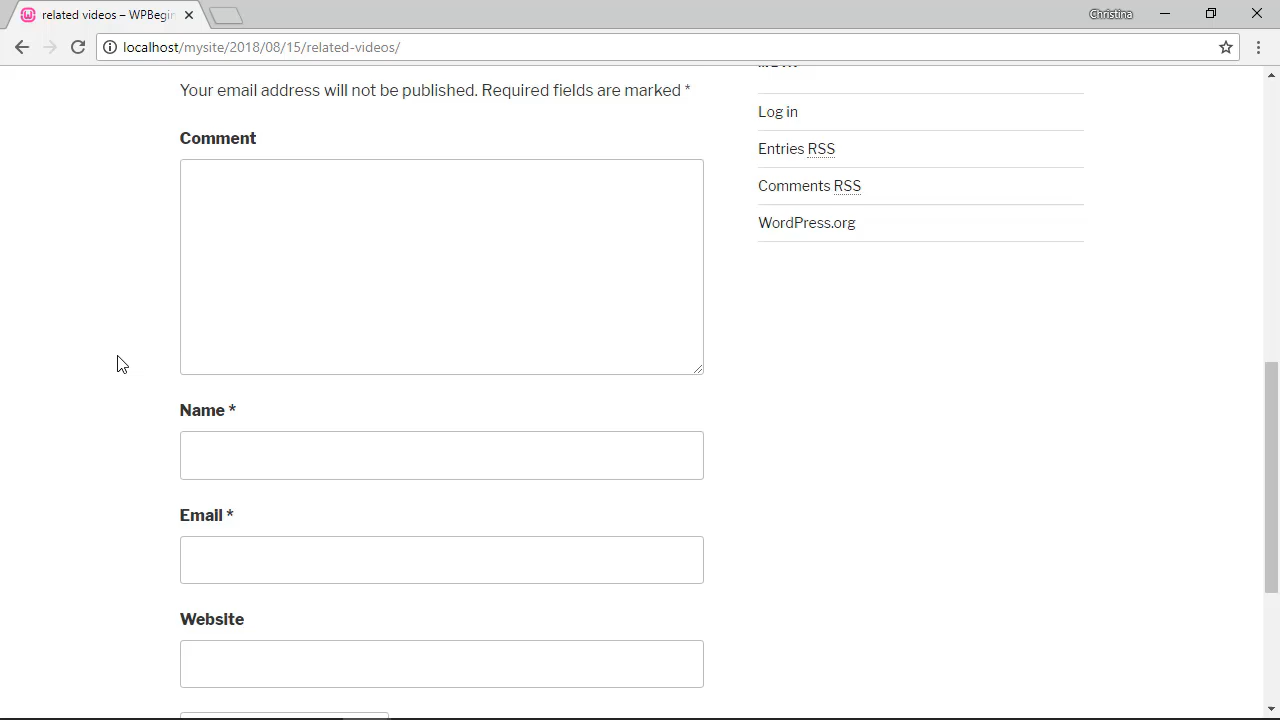 related videos – WPBegin
Christina
localhost/mysite/2018/08/15/related-videos/
Your email address will not be published. Required fields are marked *
Log in
Comment
Entries RSS
Comments RSS
WordPress.org
Name *
Email *
Website